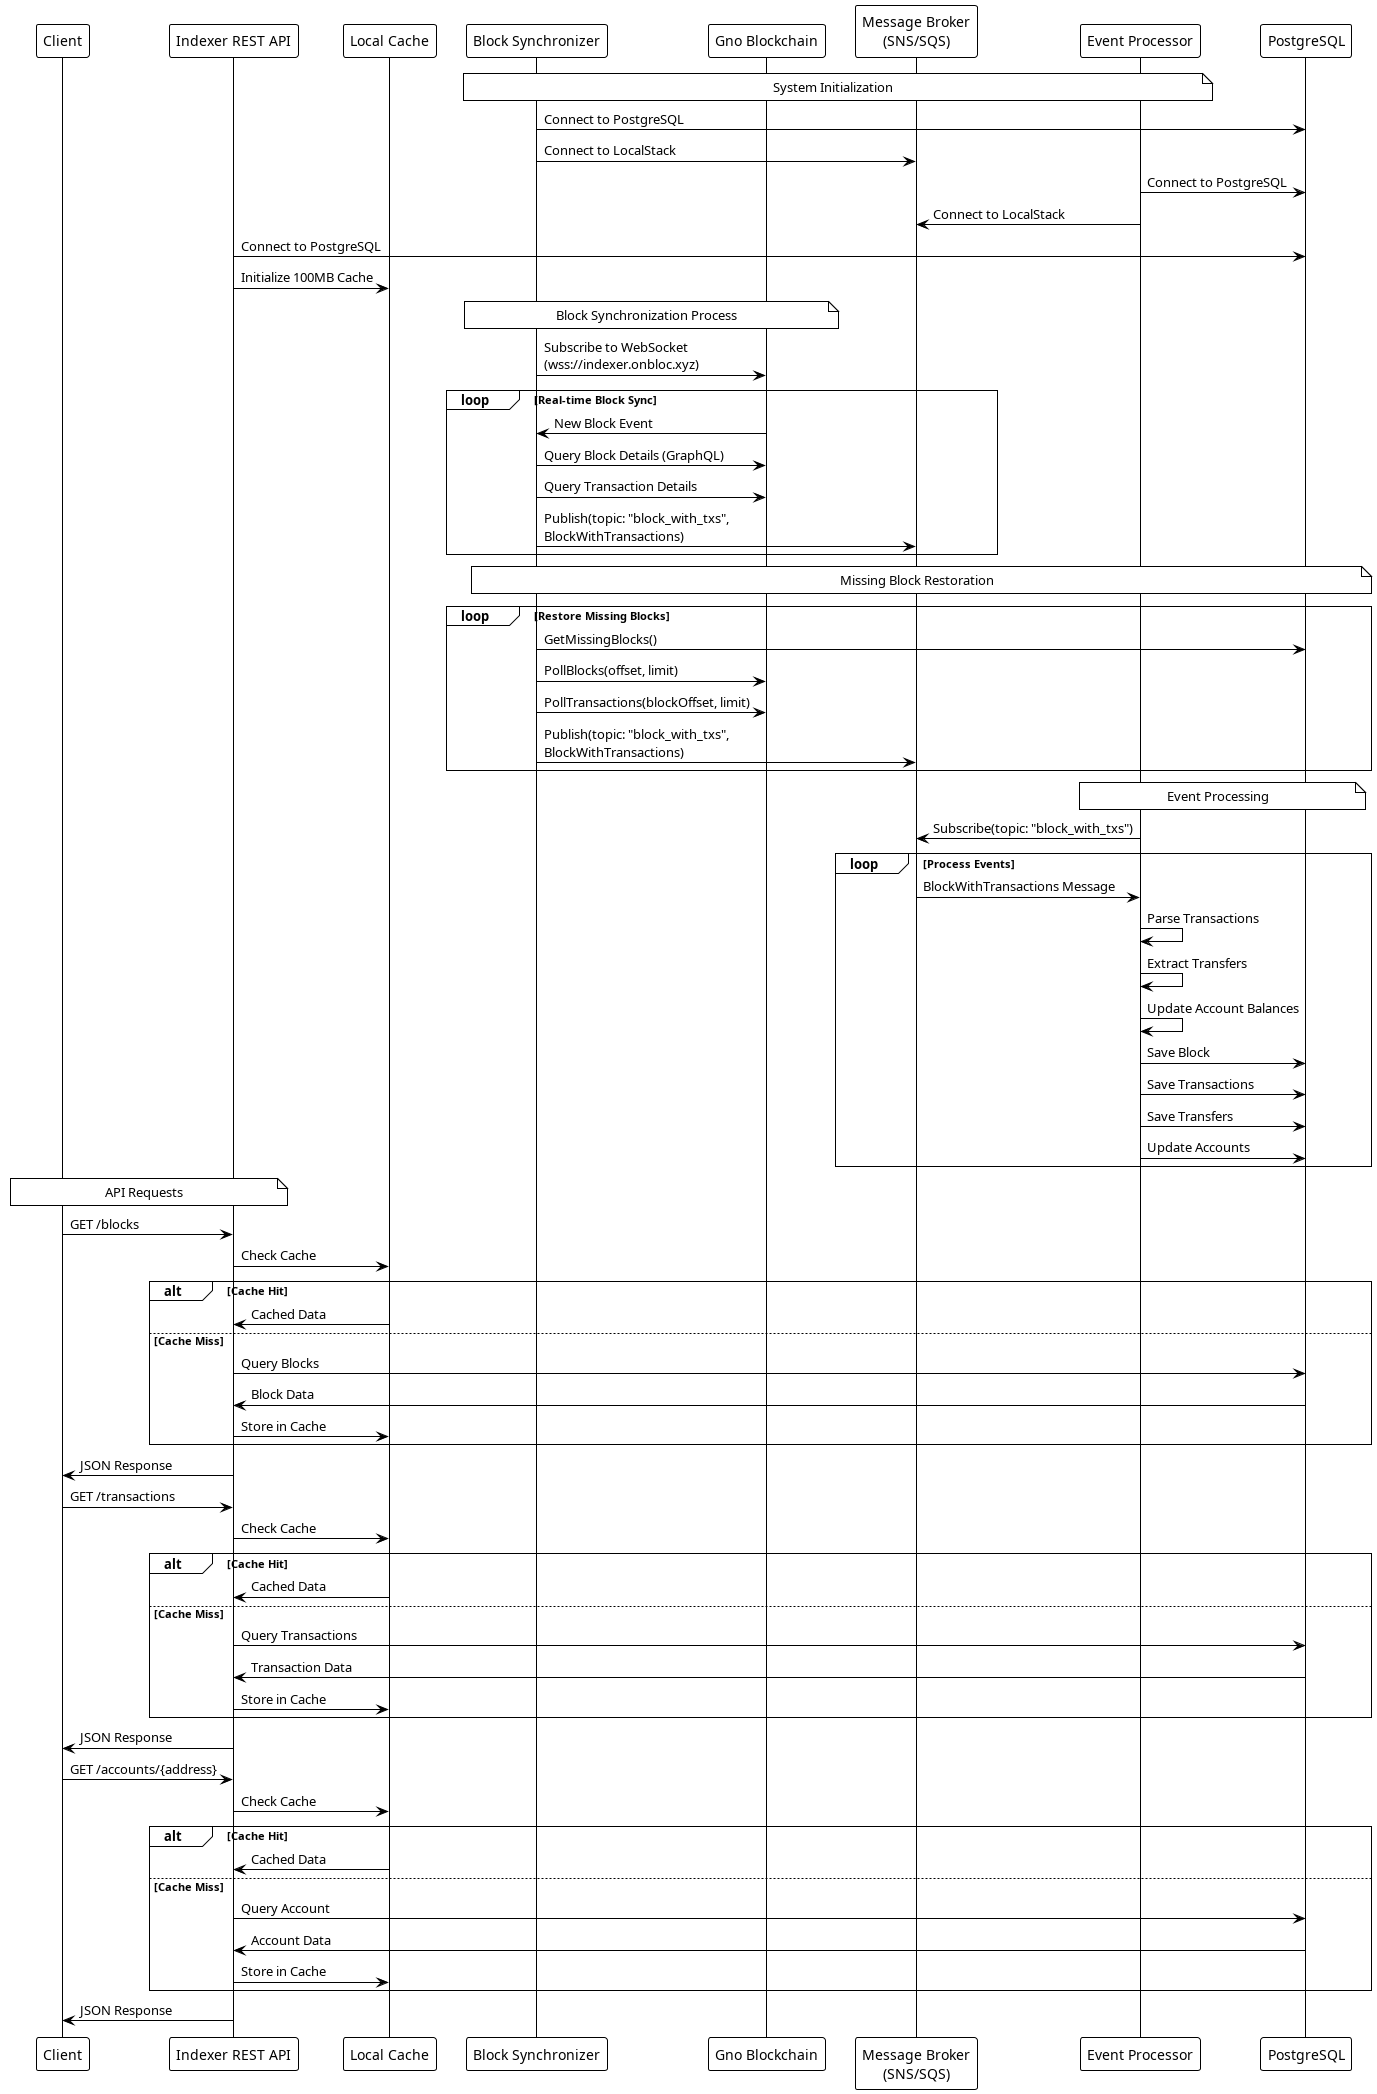 Client
Indexer REST API
Local Cache
Block Synchronizer
Gno Blockchain
Message Broker
(SNS/SQS)
Event Processor
PostgreSQL
System Initialization
Connect to PostgreSQL
Connect to LocalStack
Connect to PostgreSQL
Connect to LocalStack
Connect to PostgreSQL
Initialize 100MB Cache
Block Synchronization Process
Subscribe to WebSocket
(wss://indexer.onbloc.xyz)
loop [Real-time Block Sync]
New Block Event
Query Block Details (GraphQL)
Query Transaction Details
Publish(topic: "block_with_txs",
BlockWithTransactions)
Missing Block Restoration
loop [Restore Missing Blocks]
GetMissingBlocks()
PollBlocks(offset, limit)
PollTransactions(blockOffset, limit)
Publish(topic: "block_with_txs",
BlockWithTransactions)
Event Processing
Subscribe(topic: "block_with_txs")
loop [Process Events]
BlockWithTransactions Message
Parse Transactions
Extract Transfers
Update Account Balances
Save Block
Save Transactions
Save Transfers
Update Accounts
API Requests
GET /blocks
Check Cache
alt [Cache Hit]
Cached Data
[Cache Miss]
Query Blocks
Block Data
Store in Cache
JSON Response
GET /transactions
Check Cache
alt [Cache Hit]
Cached Data
[Cache Miss]
Query Transactions
Transaction Data
Store in Cache
JSON Response
GET /accounts/{address}
Check Cache
alt [Cache Hit]
Cached Data
[Cache Miss]
Query Account
Account Data
Store in Cache
JSON Response
Client
Indexer REST API
Local Cache
Block Synchronizer
Gno Blockchain
Message Broker
(SNS/SQS)
Event Processor
PostgreSQL